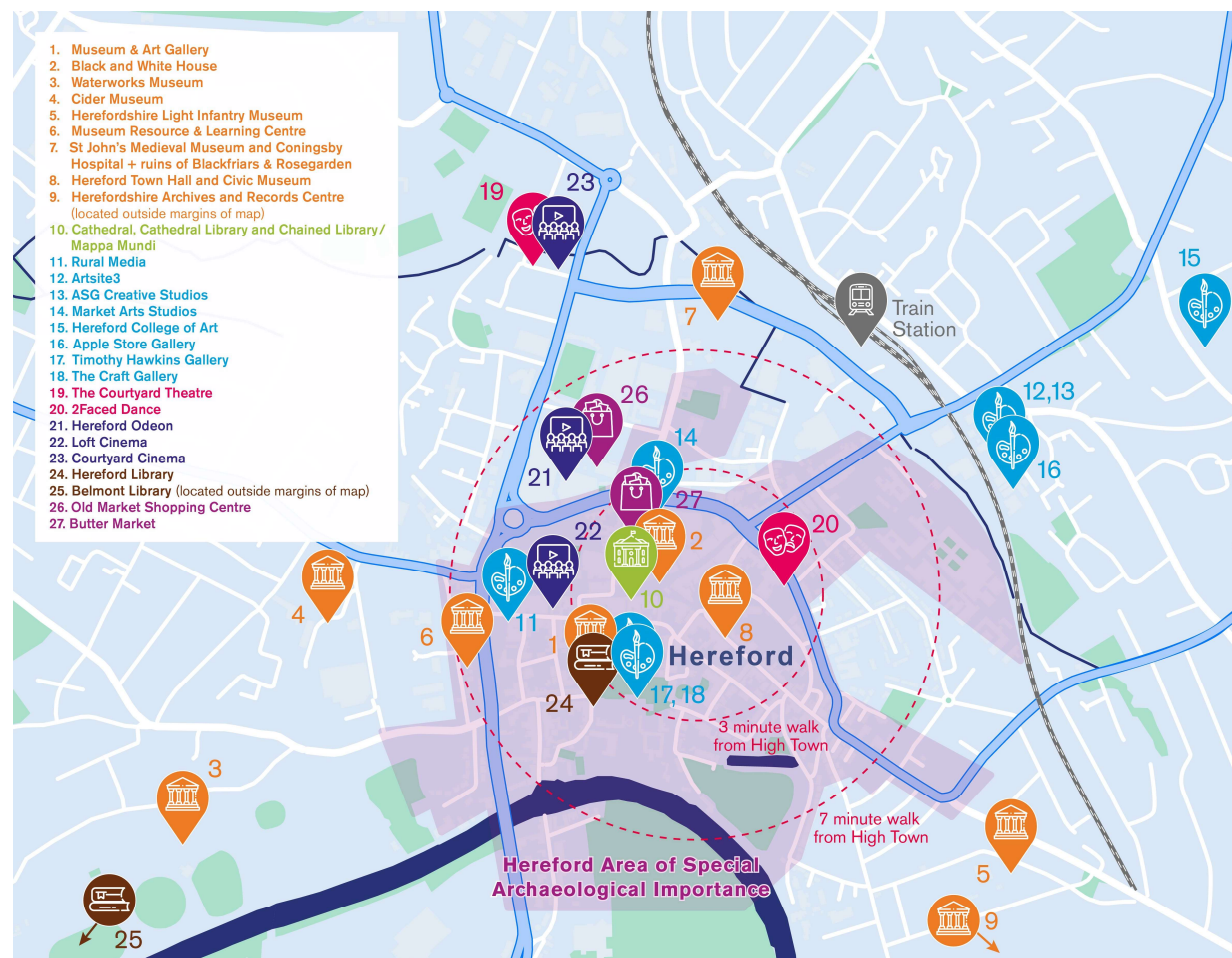 1. Museum & Art Gallery
2. Black and White House
3. Waterworks Museum
4. Cider Museum
5. Herefordshire Light Infantry Museum
6. Museum Resource & Learning Centre
7. St John's Medieval Museum and Coningsby
Hospital + ruins of Blackfriars & Rosegarden
8. Hereford Town Hall and Civic Museum
9. Herefordshire Archives and Records Centre
(located outside margins of map)
10. Cathedral, Cathedral Library and Chained Library/
Mappa Mundi
11. Rural Media
12. Artsite3
13. ASG Creative Studios
14. Market Arts Studios
15. Hereford College of Art
16. Apple Store Gallery
17. Timothy Hawkins Gallery
18. The Craft Gallery
19. The Courtyard Theatre
20. 2Faced Dance
21. Hereford Odeon
22. Loft Cinema
23. Courtyard Cinema
24. Hereford Library
25. Belmont Library (located outside margins of map)
26. Old Market Shopping Centre
27. Butter Market
19
23
15
7
Train
Station
26
12,13
14
21
16
27
20
22
2
4
10
11
6
1
8
Hereford
24
17,18
3 minute walk
from High Town
3
7 minute walk
from High Town
Hereford Area of Special
Archaeological Importance
5
9
25